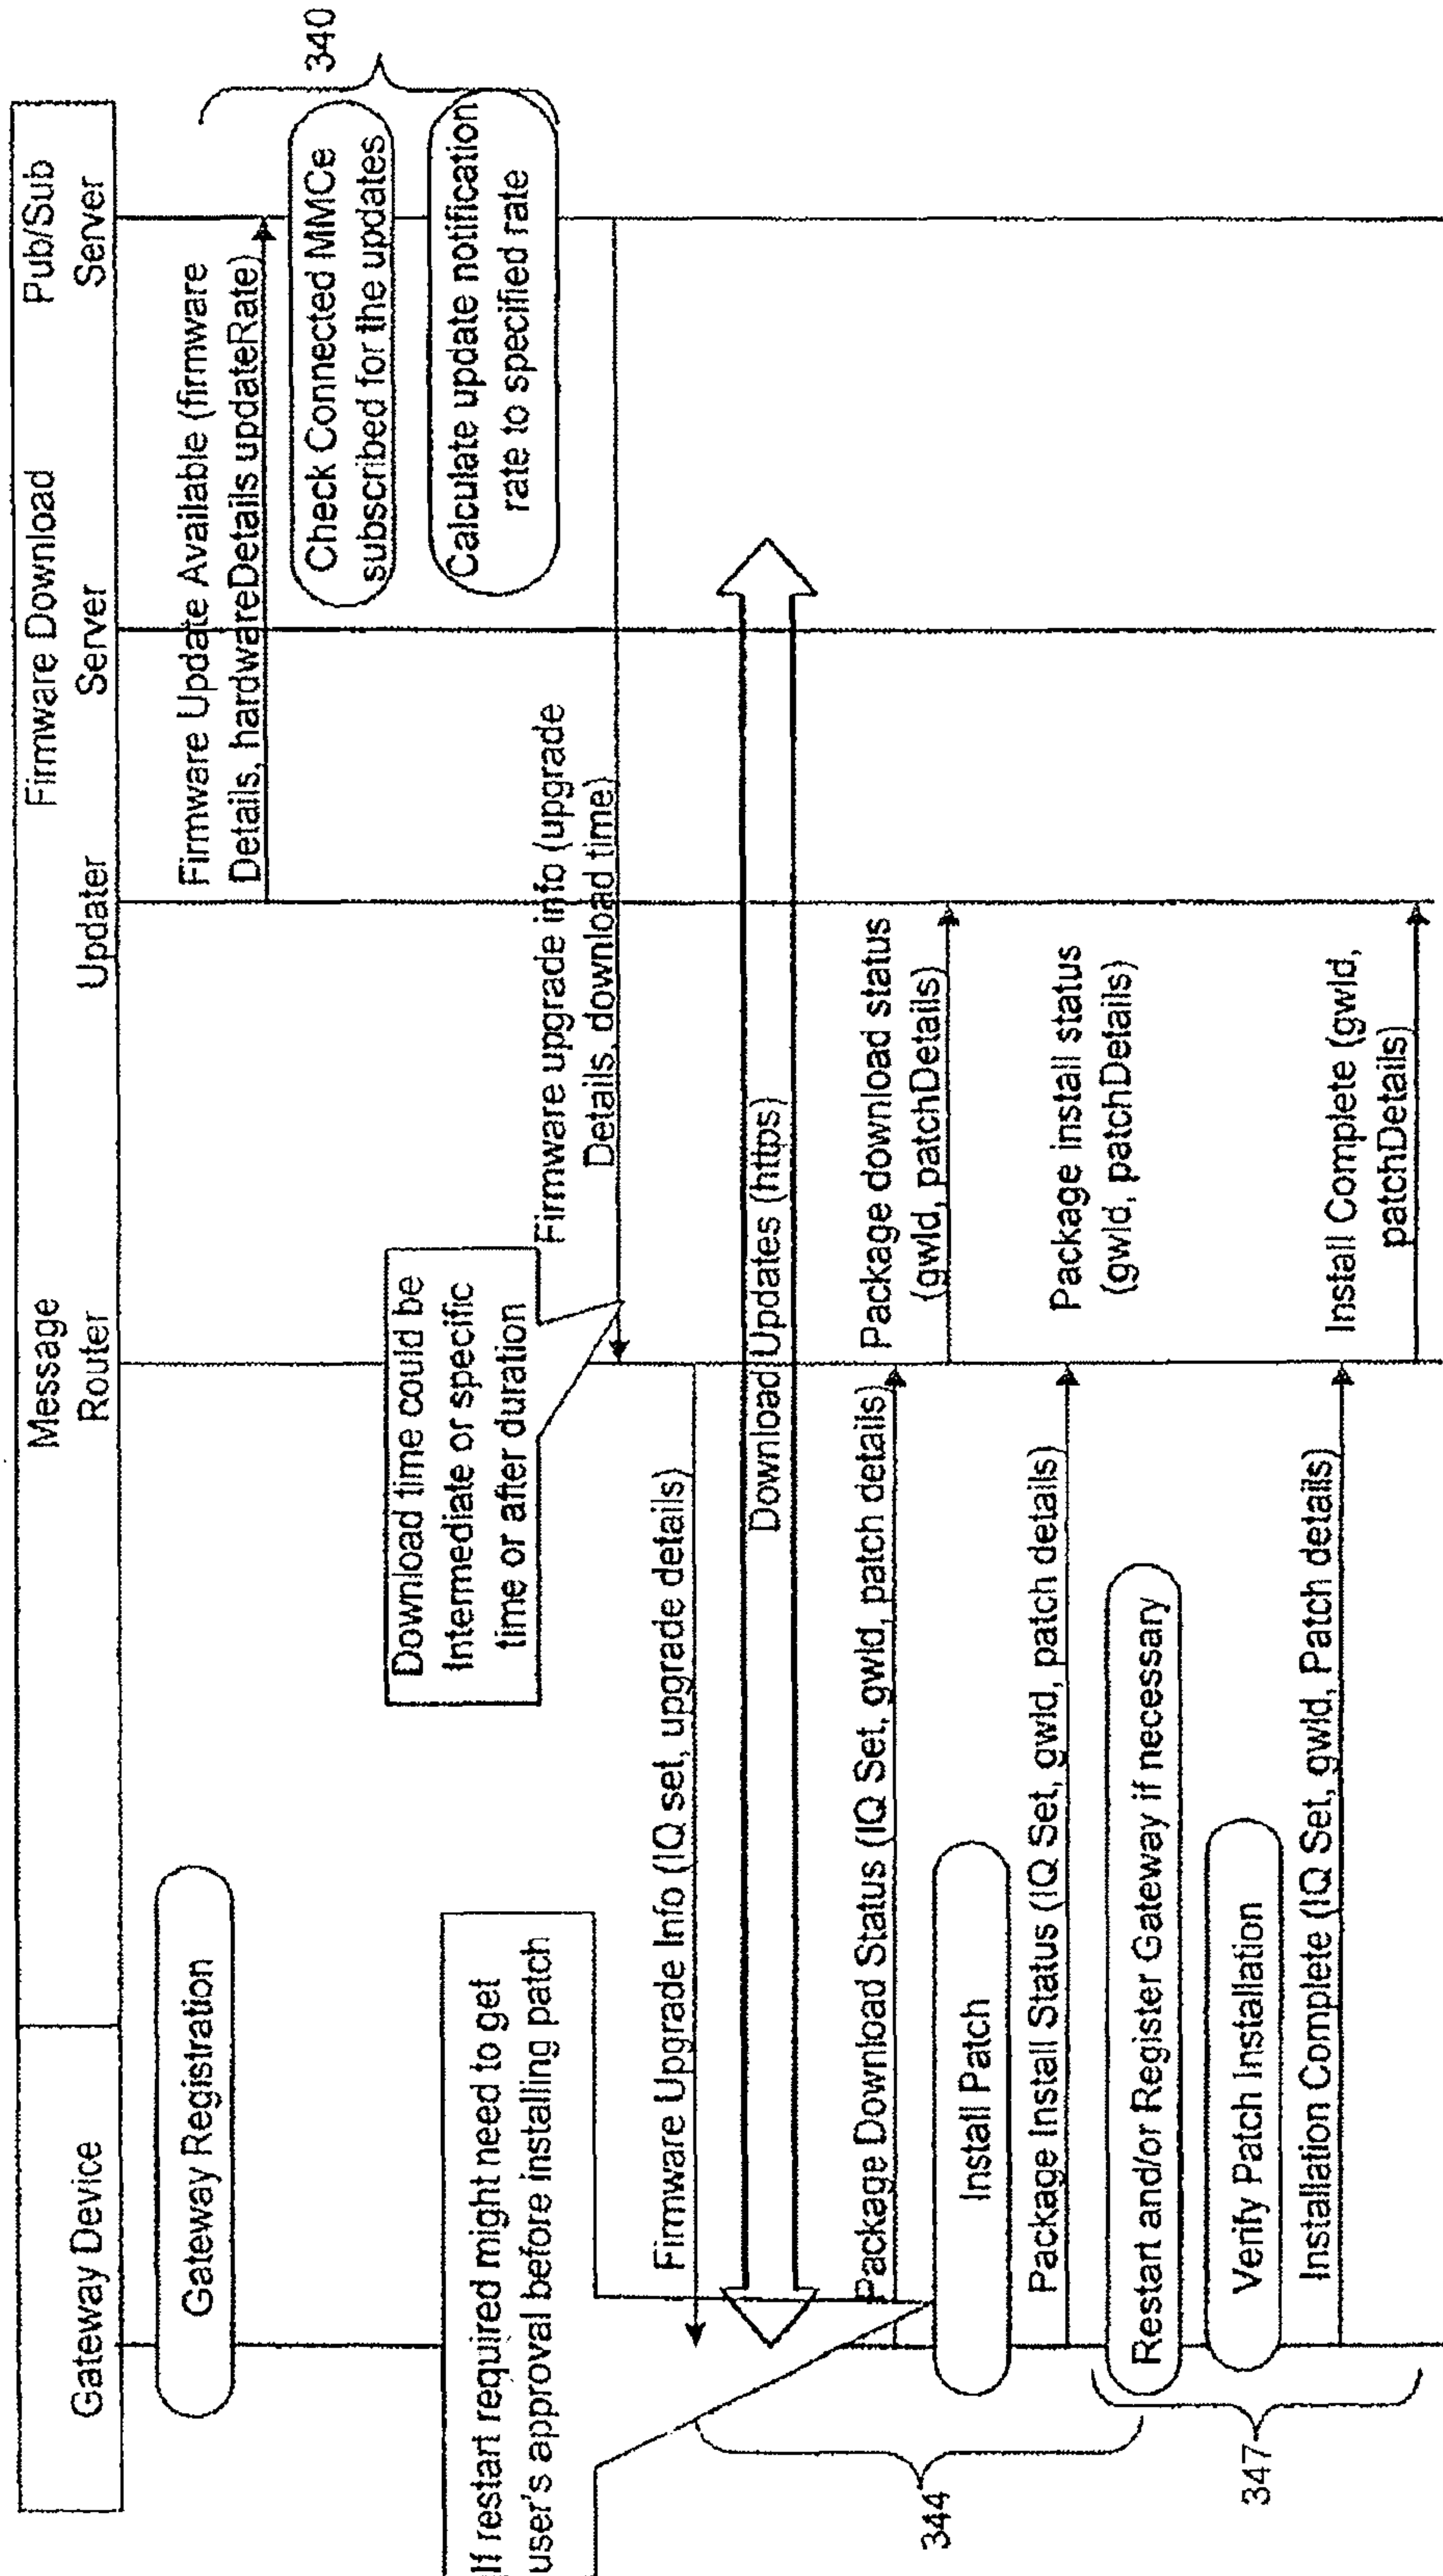 Gateway Device
Message
Router
Updater
Firmware Download
Server
Pub/Sub
Server
Gateway Registration
Firmware Update Available (firmware
Details, hardwareDetails updateRate)
340
Check Connected MMCe
subscribed for the updates
Calculate update notification
rate to specified rate
Download time could be
Intermediate or specific
time or after duration
Firmware upgrade info (upgrade
Details, download time)
If restart required might need to get
user's approval before installing patch
Firmware Upgrade Info (IQ set, upgrade details)
Download Updates (https)
Package Download Status (IQ Set, gwId, patch details)
Package download status
(gwId, patchDetails)
Install Patch
Package Install Status (IQ Set, gwId, patch details)
Package install status
(gwId, patchDetails)
344
Restart and/or Register Gateway if necessary
Verify Patch Installation
347
Installation Complete (IQ Set, gwId, Patch details)
Install Complete (gwId,
patchDetails)